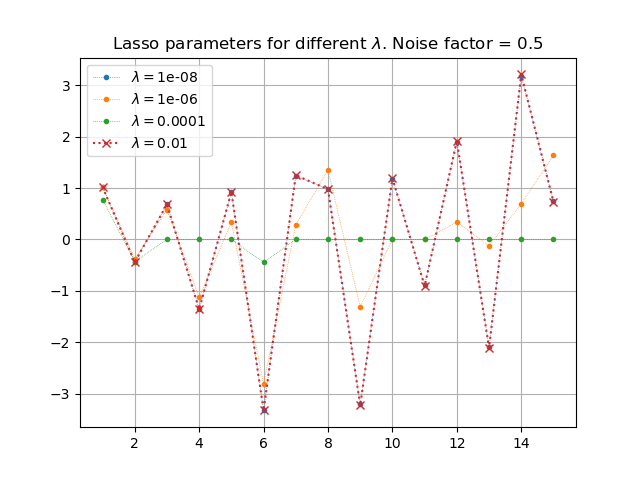 Lasso parameters for different λ. Noise factor = 0.5
λ = 1e-08
λ = 1e-06
λ = 0.0001
λ = 0.01
3
2
1
0
−1
−2
−3
2 4 6 8 10 12 14